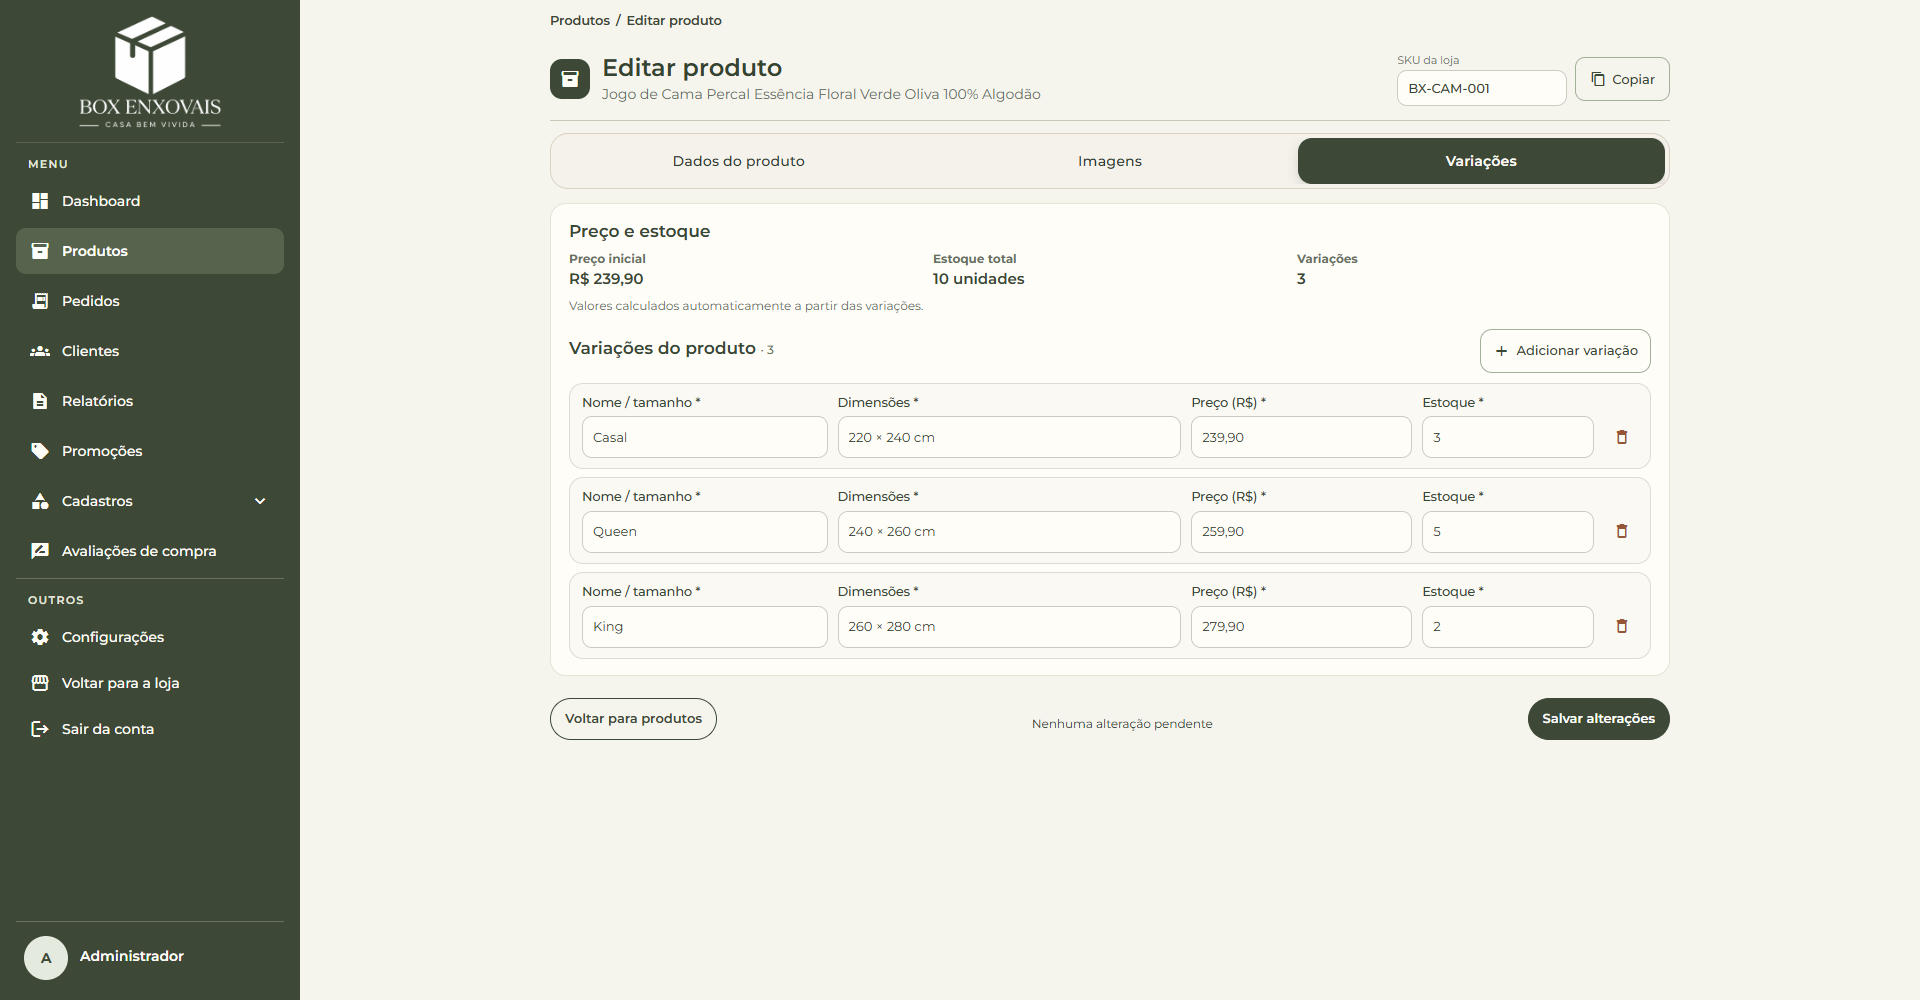 BOX ENXOVAIS
CASA BEM VIVIDA
MENU
Dashboard
Produtos
Pedidos
Clientes
Relatórios
Promoções
Cadastros
Avaliações de compra
OUTROS
Configurações
Voltar para a loja
Sair da conta
A
Administrador
Produtos / Editar produto
Editar produto
Jogo de Cama Percal Essência Floral Verde Oliva 100% Algodão
SKU da loja
BX-CAM-001
Copiar
Dados do produto
Imagens
Variações
Preço e estoque
Preço inicial
R$ 239,90
Estoque total
10 unidades
Variações
3
Valores calculados automaticamente a partir das variações.
Variações do produto · 3
Adicionar variação
Nome / tamanho * Dimensões * Preço (R$) * Estoque *
Casal 220 × 240 cm 239,90 3
Nome / tamanho * Dimensões * Preço (R$) * Estoque *
Queen 240 × 260 cm 259,90 5
Nome / tamanho * Dimensões * Preço (R$) * Estoque *
King 260 × 280 cm 279,90 2
Voltar para produtos
Nenhuma alteração pendente
Salvar alterações